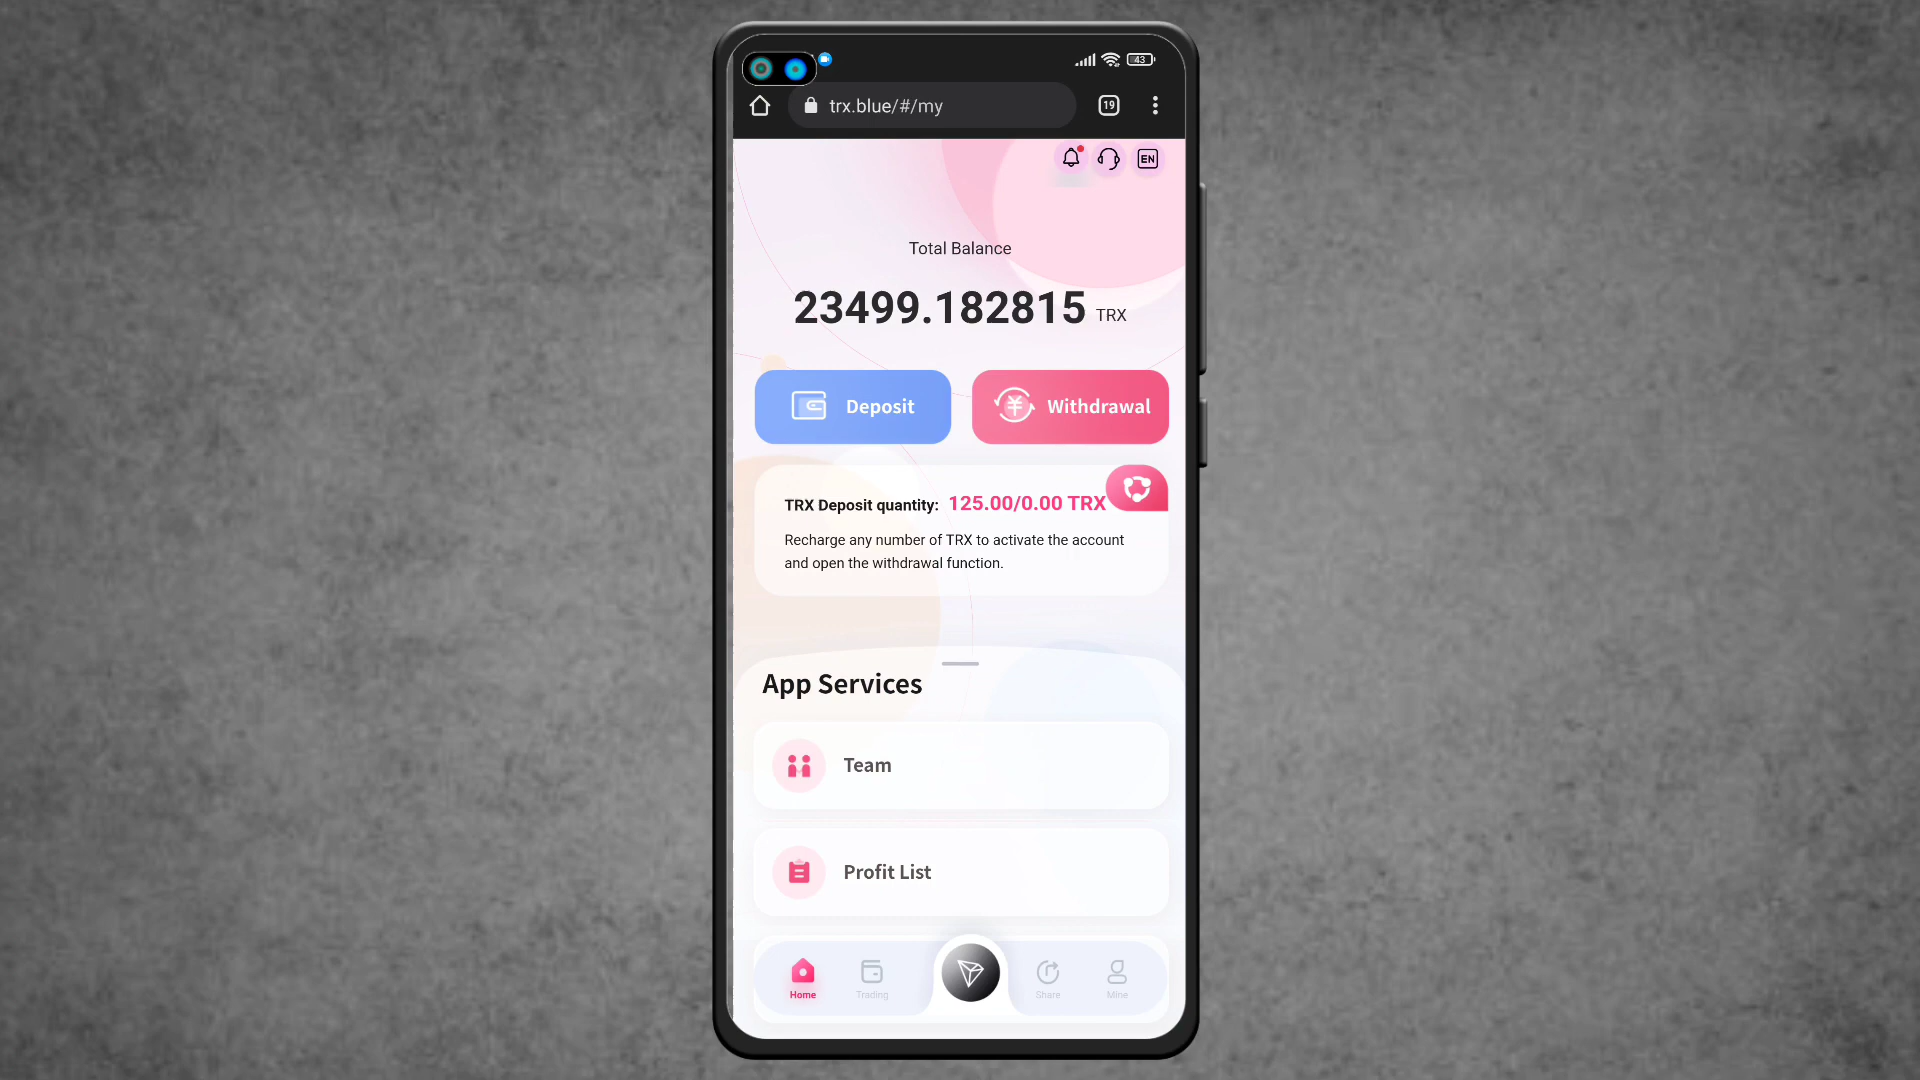 43
trx.blue/#/my
19
EN
Total Balance
23499.182815 TRX
Deposit
Withdrawal
TRX Deposit quantity: 125.00/0.00 TRX
Recharge any number of TRX to activate the account
and open the withdrawal function.
App Services
Team
Profit List
Home
Trading
Share
Mine